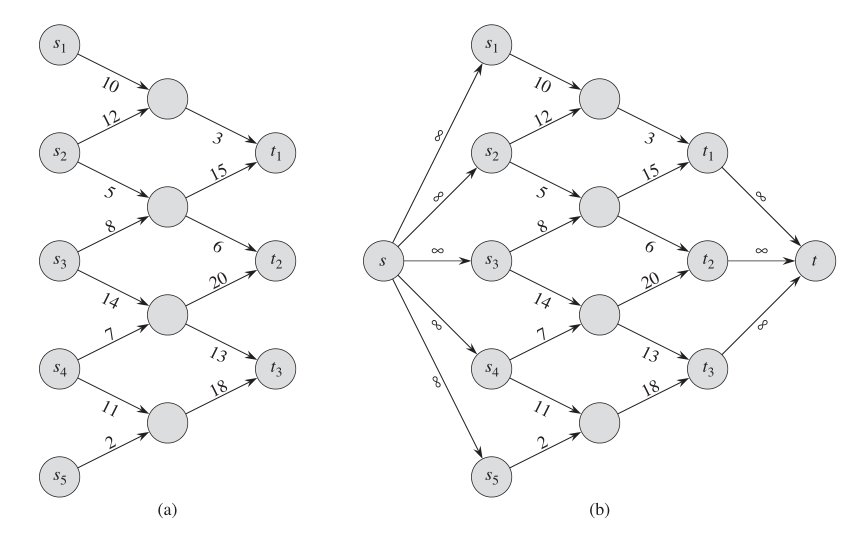 s1 s1
10 10
12 12
s2 3 t1 ∞ s2 3 t1
5 15 ∞ 5 15 ∞
8 6 8 6
s3 t2 s ∞ s3 t2 ∞ t
14 20 14 20
7 13 ∞ 7 13 ∞
s4 t3 s4 t3
11 18 ∞ 11 18
2 2
s5 s5
(a) (b)